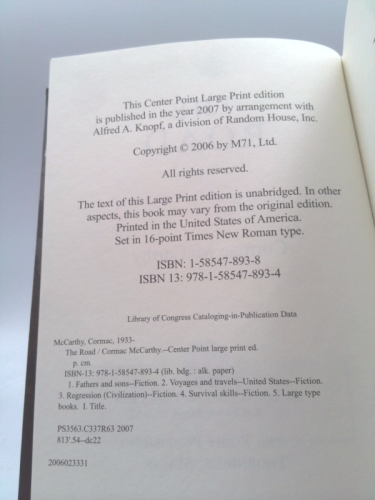 This Center Point Large Print edition
is published in the year 2007 by arrangement with
Alfred A. Knopf, a division of Random House, Inc.
Copyright © 2006 by M71, Ltd.
All rights reserved.
The text of this Large Print edition is unabridged. In other
aspects, this book may vary from the original edition.
Printed in the United States of America.
Set in 16-point Times New Roman type.
ISBN: 1-58547-893-8
ISBN 13: 978-1-58547-893-4
Library of Congress Cataloging-in-Publication Data
McCarthy, Cormac, 1933-
The Road / Cormac McCarthy.--Center Point large print ed.
p. cm.
ISBN-13: 978-1-58547-893-4 (lib. bdg. : alk. paper)
1. Fathers and sons--Fiction. 2. Voyages and travels--United States--Fiction.
3. Regression (Civilization)--Fiction. 4. Survival skills--Fiction. 5. Large type
books. I. Title.
PS3563.C337R63 2007
813'.54--dc22
2006023331